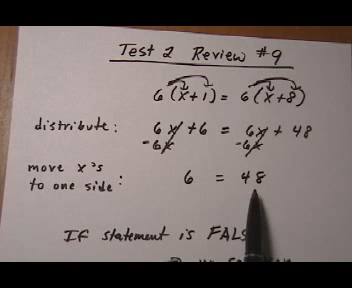 Test 2 Review #9
6(x+1) = 6(x+8)
distribute: 6x + 6 = 6x + 48
-6x -6x
move x's
to one side: 6 = 48
If statement is FALS